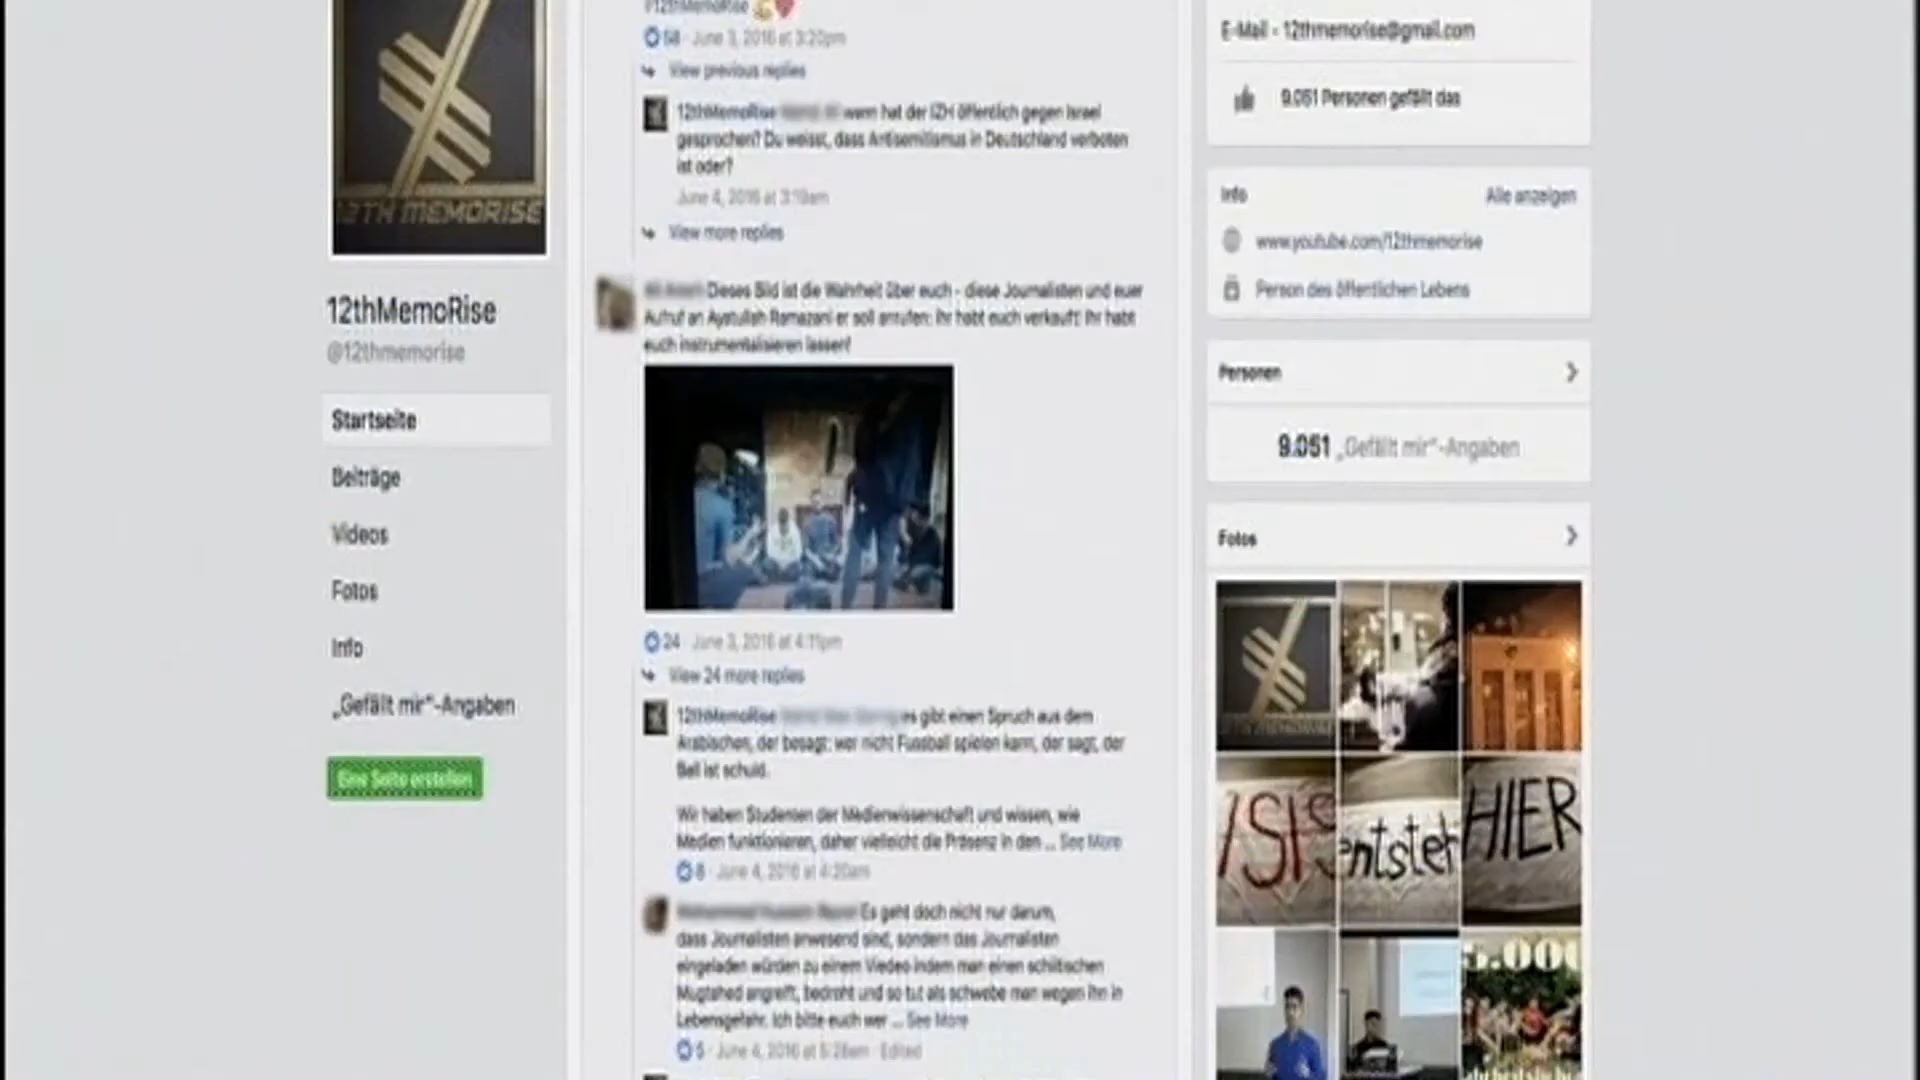 12TH MEMORISE
12thMemoRise
@12thmemorise
Startseite
Beiträge
Videos
Fotos
Info
„Gefällt mir“-Angaben
Eine Seite erstellen
58 · June 3, 2016 at 3:20pm
View previous replies
12thMemoRise wann hat der IZH öffentlich gegen Israel
gesprochen? Du weisst, dass Antisemitismus in Deutschland verboten
ist oder?
June 4, 2016 at 3:19am
View more replies
Dieses Bild ist die Wahrheit über euch - diese Journalisten und euer
Aufruf an Ayatullah Ramazani er soll anrufen: ihr habt euch verkauft! Ihr habt
euch instrumentalisieren lassen!
24 · June 3, 2016 at 4:11pm
View 24 more replies
12thMemoRise es gibt einen Spruch aus dem
Arabischen, der besagt: wer nicht Fussball spielen kann, der sagt, der
Ball ist schuld.
Wir haben Studenten der Medienwissenschaft und wissen, wie
Medien funktionieren, daher vielleicht die Präsenz in den ... See More
8 · June 4, 2016 at 4:20am
Es geht doch nicht nur darum,
dass Journalisten anwesend sind, sondern das Journalisten
eingeladen würden zu einem Viedeo indem man einen schiitischen
Mugtahed angreift, bedroht und so tut als schwebe man wegen ihn in
Lebensgefahr. Ich bitte euch wer ... See More
5 · June 4, 2016 at 5:28am · Edited
E-Mail - 12thmemorise@gmail.com
9.051 Personen gefällt das
Info Alle anzeigen
www.youtube.com/12thmemorise
Person des öffentlichen Lebens
Personen
9.051 „Gefällt mir“-Angaben
Fotos
ISIS entsteh HIER